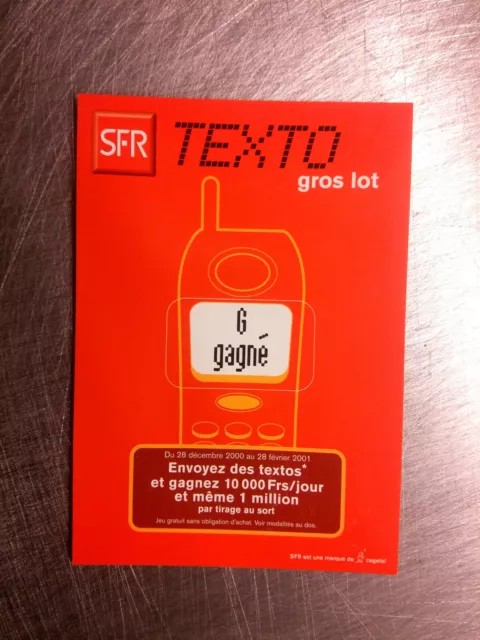 SFR
TEXTO
gros lot
G
gagné
Du 28 décembre 2000 au 28 février 2001
Envoyez des textos*
et gagnez 10 000 Frs/jour
et même 1 million
par tirage au sort
Jeu gratuit sans obligation d'achat. Voir modalités au dos.
SFR est une marque de cegetel